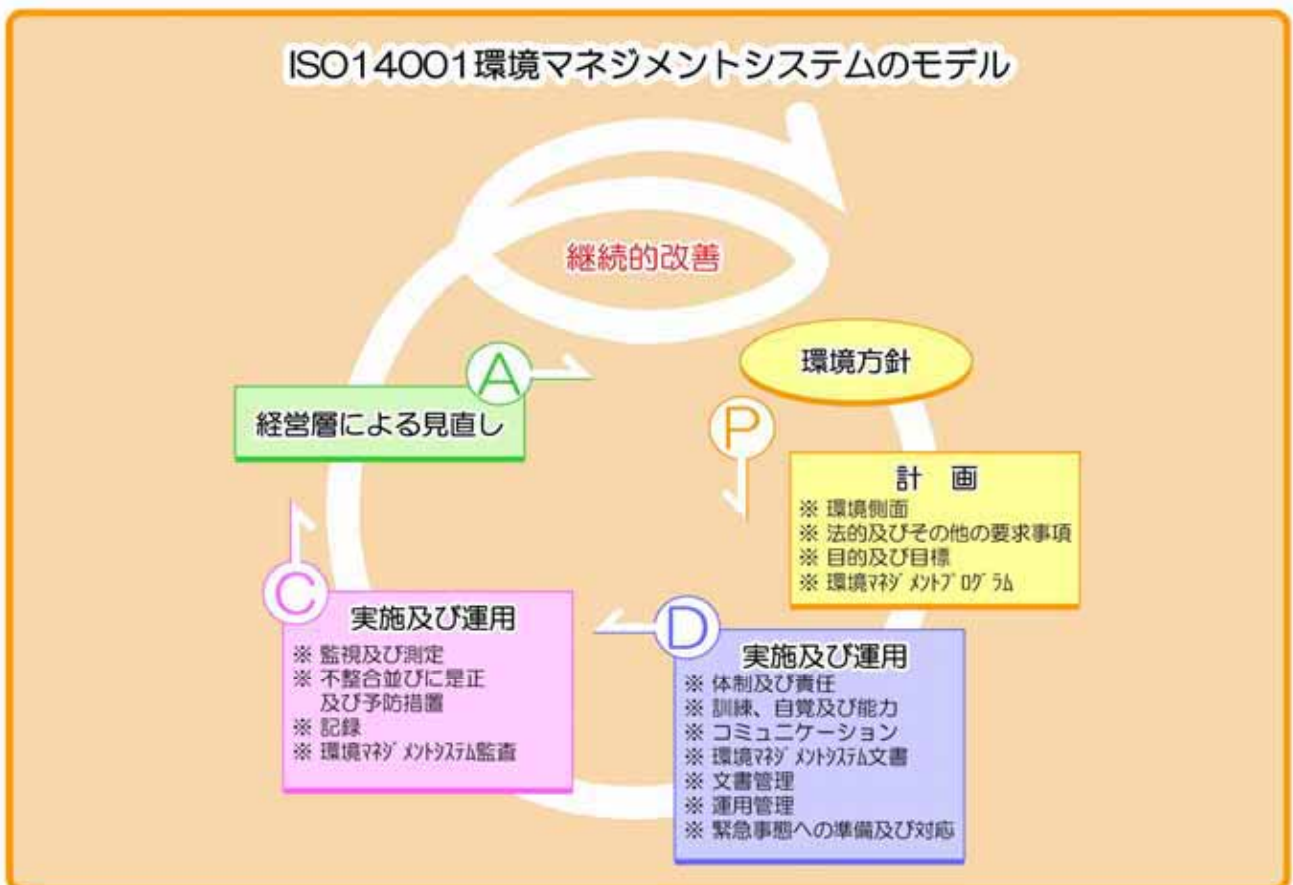 ISO14001環境マネジメントシステムのモデル
継続的改善
環境方針
P
計 画
※ 環境側面
※ 法的及びその他の要求事項
※ 目的及び目標
※ 環境ﾏﾈｼﾞﾒﾝﾄﾌﾟﾛｸﾞﾗﾑ
D
実施及び運用
※ 体制及び責任
※ 訓練、自覚及び能力
※ コミュニケーション
※ 環境ﾏﾈｼﾞﾒﾝﾄｼｽﾃﾑ文書
※ 文書管理
※ 運用管理
※ 緊急事態への準備及び対応
C
実施及び運用
※ 監視及び測定
※ 不整合並びに是正
及び予防措置
※ 記録
※ 環境ﾏﾈｼﾞﾒﾝﾄｼｽﾃﾑ監査
A
経営層による見直し